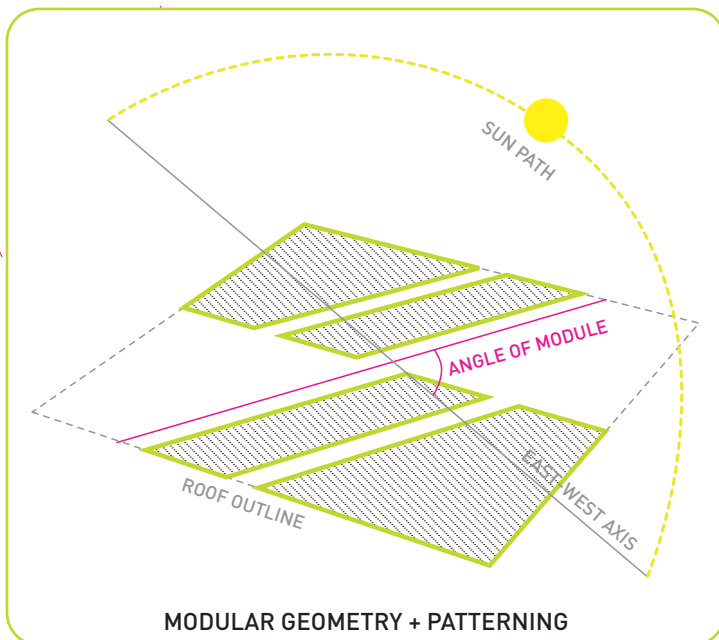 SUN PATH
ANGLE OF MODULE
EAST-WEST AXIS
ROOF OUTLINE
MODULAR GEOMETRY + PATTERNING